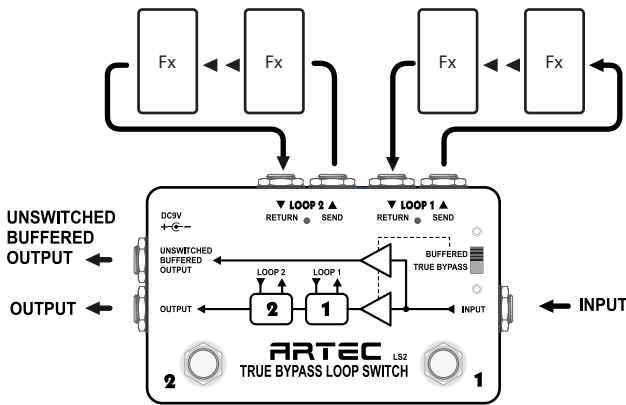 Fx
Fx
Fx
Fx
▼ LOOP 2 ▲
RETURN SEND
▼ LOOP 1 ▲
RETURN SEND
DC9V
UNSWITCHED
BUFFERED
OUTPUT
OUTPUT
UNSWITCHED
BUFFERED
OUTPUT
BUFFERED
TRUE BYPASS
LOOP 2
LOOP 1
OUTPUT
2
1
INPUT
INPUT
ARTEC LS2
TRUE BYPASS LOOP SWITCH
2
1